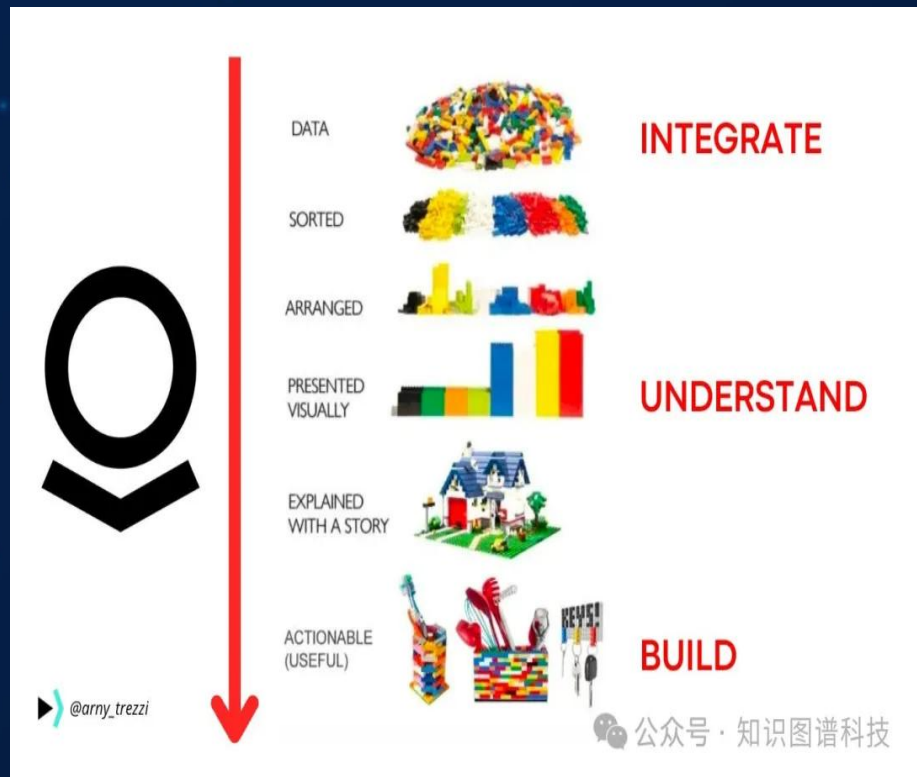 DATA
INTEGRATE
SORTED
ARRANGED
PRESENTED
VISUALLY
UNDERSTAND
EXPLAINED
WITH A STORY
KEYS!
ACTIONABLE
(USEFUL)
BUILD
@arny_trezzi
公众号 · 知识图谱科技